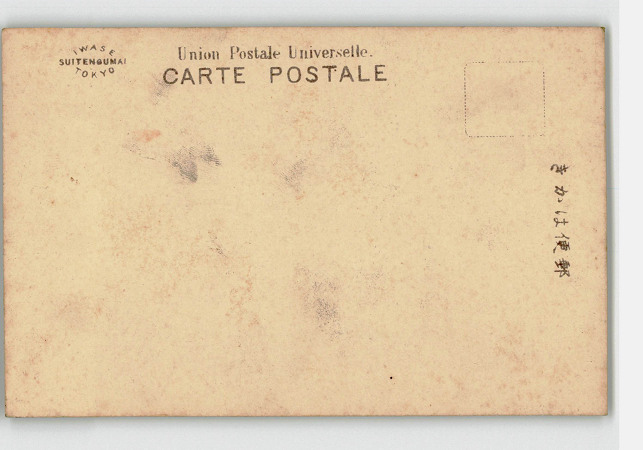 IWASE
SUITENGUMAI
TOKYO
Union Postale Universelle.
CARTE POSTALE
きかは便郵